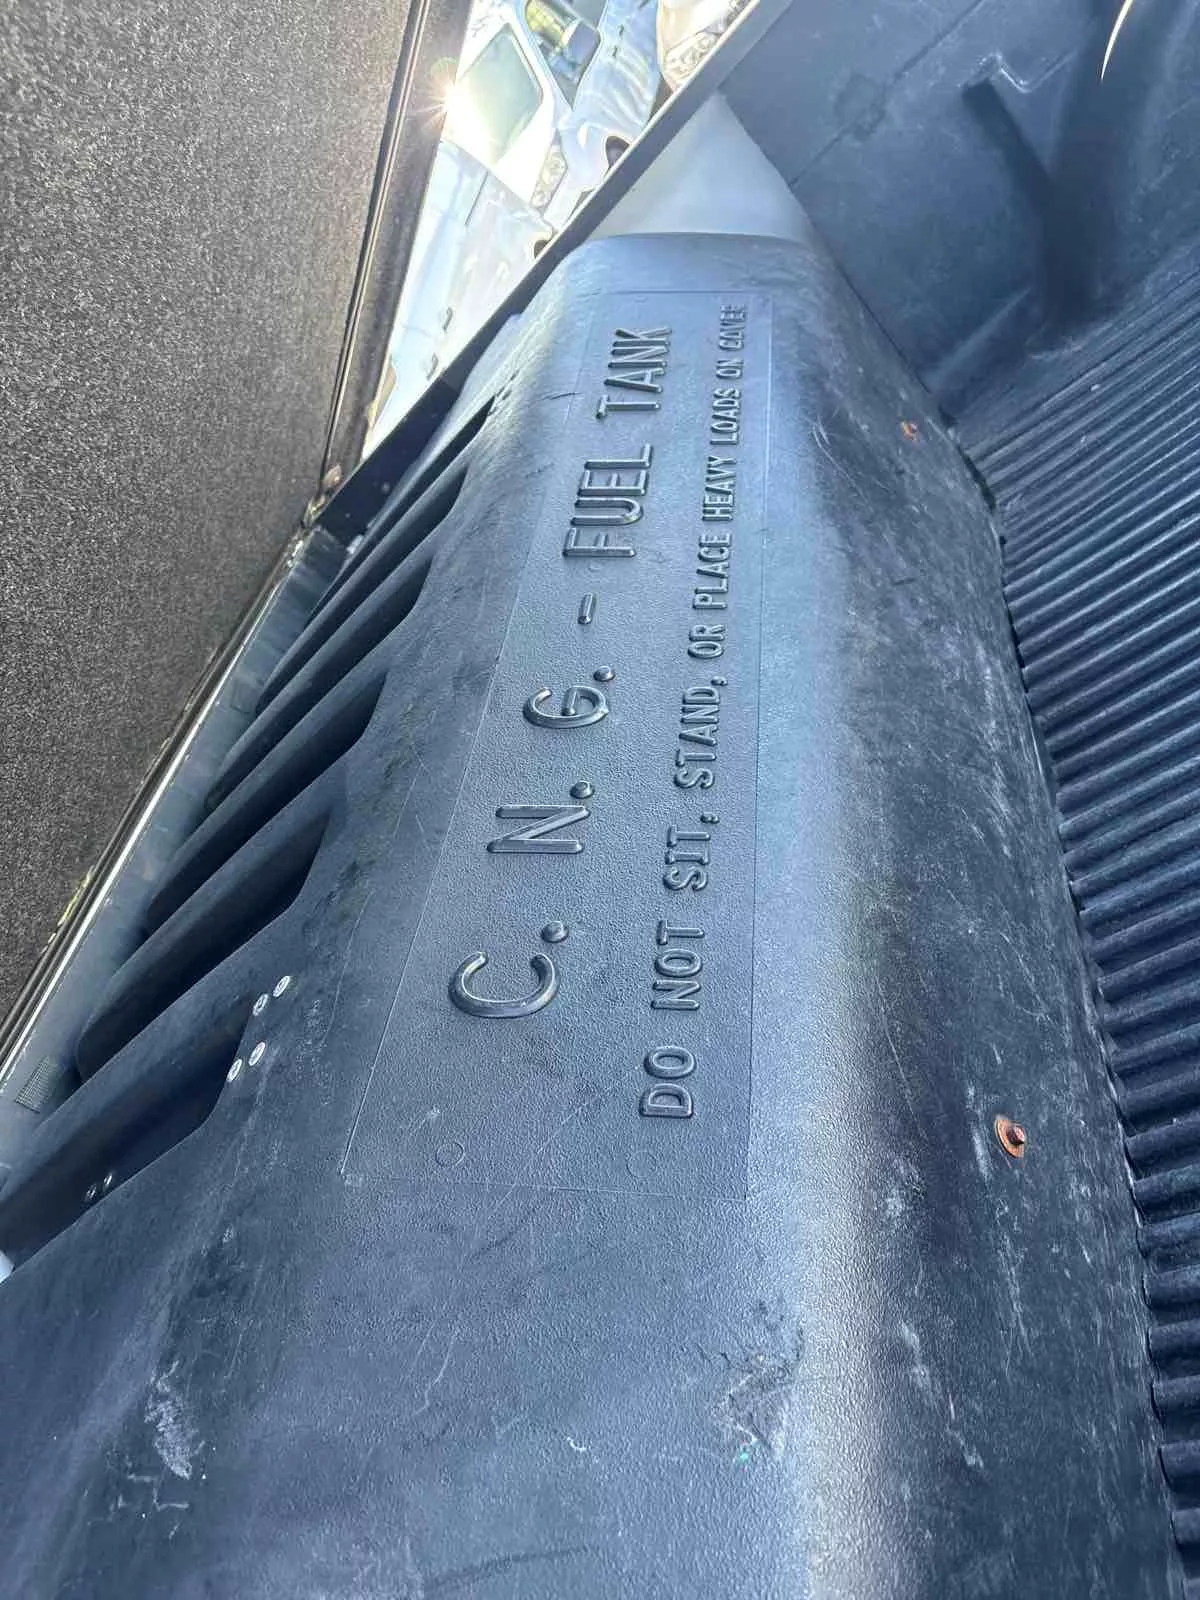 C. N. G. - FUEL TANK
DO NOT SIT, STAND, OR PLACE HEAVY LOADS ON COVER